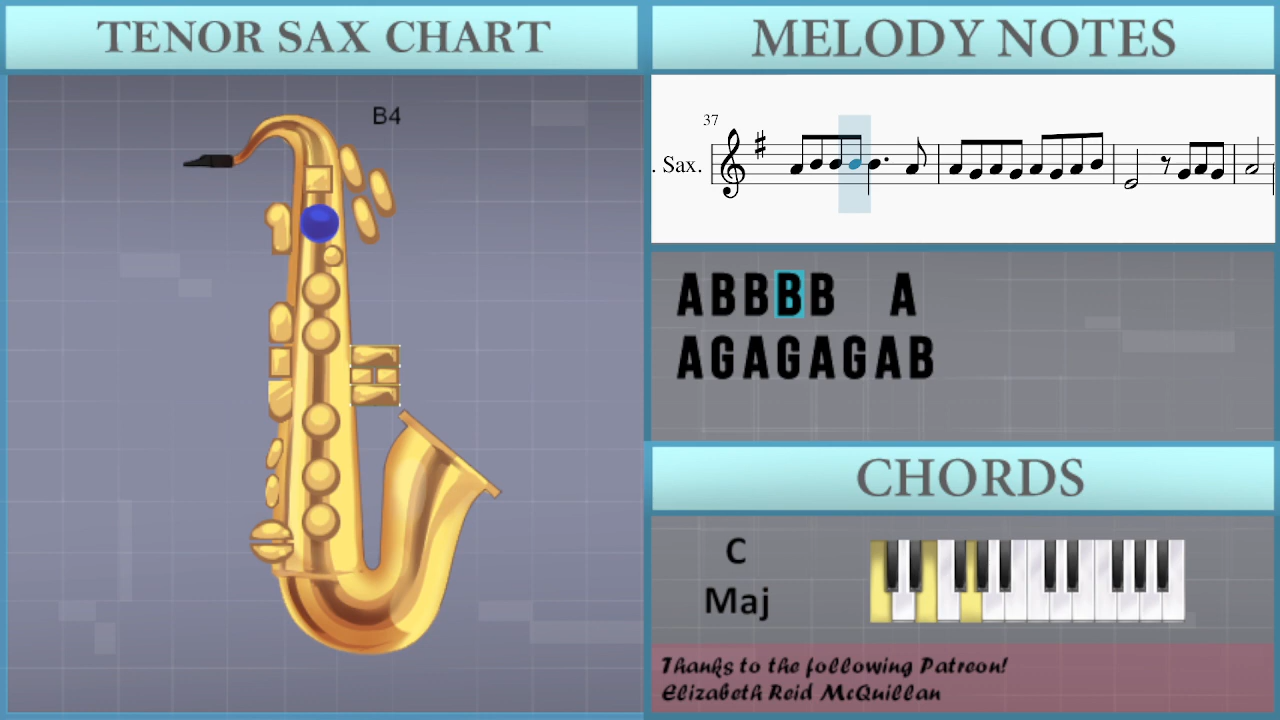 TENOR SAX CHART
B4
MELODY NOTES
37
. Sax.
ABBBB A
AGAGAGAB
CHORDS
C
Maj
Thanks to the following Patreon!
Elizabeth Reid McQuillan